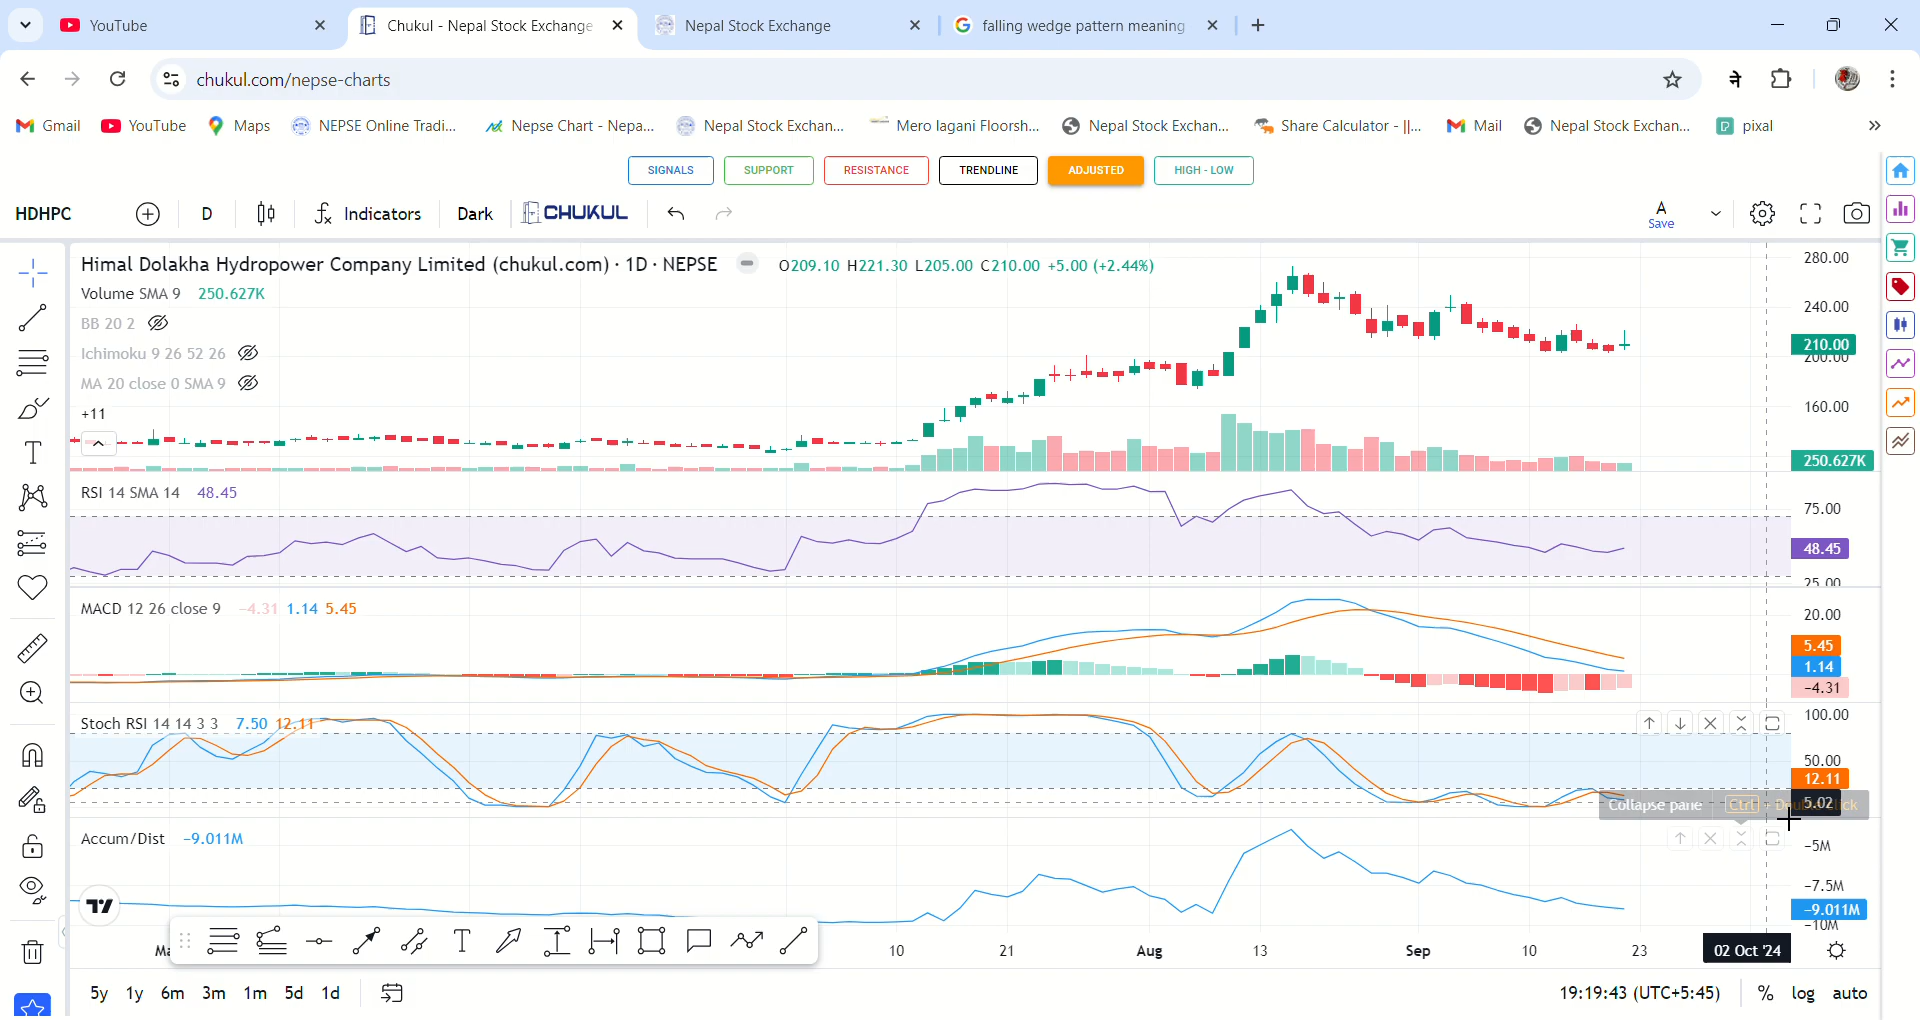 YouTube
Chukul - Nepal Stock Exchange
Nepal Stock Exchange
falling wedge pattern meaning
chukul.com/nepse-charts
ने
Gmail YouTube Maps NEPSE Online Tradi... Nepse Chart - Nepa... Nepal Stock Exchan... Mero lagani Floorsh... Nepal Stock Exchan... Share Calculator - ||... Mail Nepal Stock Exchan... pixal
SIGNALS SUPPORT RESISTANCE TRENDLINE ADJUSTED HIGH - LOW
HDHPC D Indicators Dark CHUKUL A
Save
Himal Dolakha Hydropower Company Limited (chukul.com) · 1D · NEPSE O209.10 H221.30 L205.00 C210.00 +5.00 (+2.44%)
Volume SMA 9 250.627K
BB 20 2
Ichimoku 9 26 52 26
MA 20 close 0 SMA 9
+11
280.00
240.00
210.00
200.00
160.00
250.627K
RSI 14 SMA 14 48.45
75.00
48.45
25.00
MACD 12 26 close 9 -4.31 1.14 5.45
20.00
5.45
1.14
-4.31
Stoch RSI 14 14 3 3 7.50 12.11
100.00
50.00
12.11
5.02
Collapse pane Ctrl
Accum/Dist -9.011M
-5M
-7.5M
-9.011M
-10M
10 21 Aug 13 Sep 10 23 02 Oct '24
5y 1y 6m 3m 1m 5d 1d
19:19:43 (UTC+5:45) % log auto